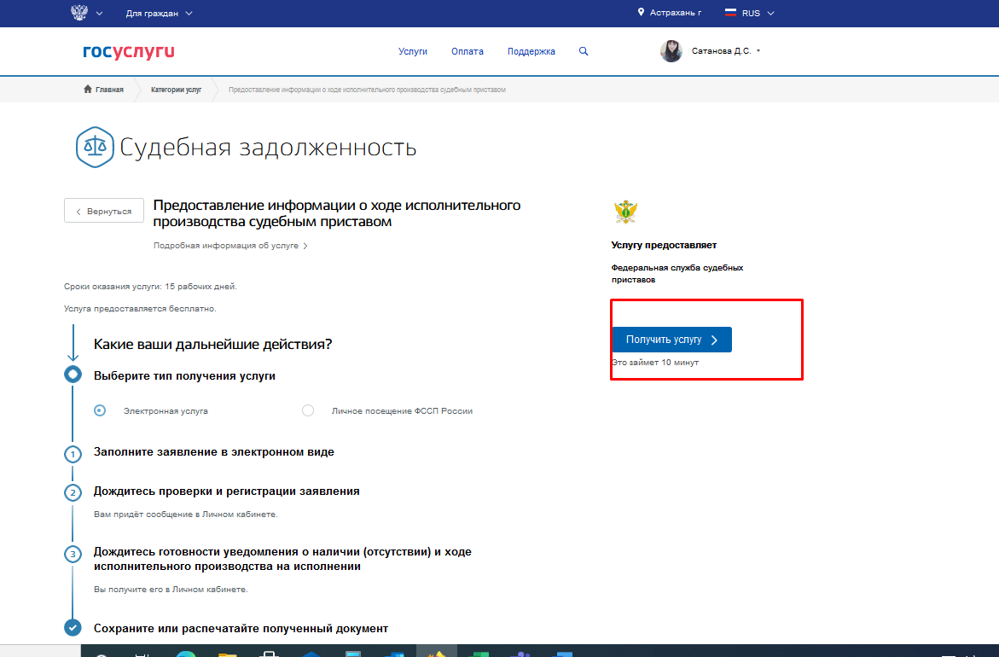 Для граждан
Астрахань г
RUS
госуслуги
Услуги
Оплата
Поддержка
Сатанова Д.С.
Главная
Категории услуг
Предоставление информации о ходе исполнительного производства судебным приставом
Судебная задолженность
Вернуться
Предоставление информации о ходе исполнительного
производства судебным приставом
Подробная информация об услуге
Услугу предоставляет
Федеральная служба судебных
приставов
Сроки оказания услуги: 15 рабочих дней.
Услуга предоставляется бесплатно.
Получить услугу
Это займет 10 минут
Какие ваши дальнейшие действия?
Выберите тип получения услуги
Электронная услуга
Личное посещение ФССП России
1
Заполните заявление в электронном виде
2
Дождитесь проверки и регистрации заявления
Вам придёт сообщение в Личном кабинете.
3
Дождитесь готовности уведомления о наличии (отсутствии) и ходе
исполнительного производства на исполнении
Вы получите его в Личном кабинете.
Сохраните или распечатайте полученный документ